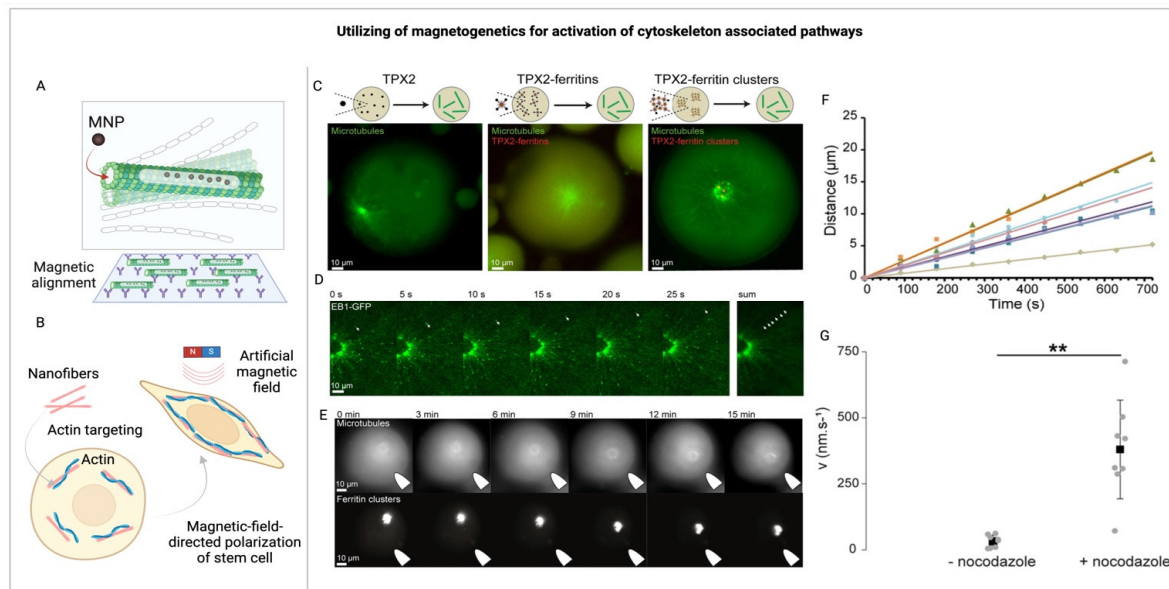 Utilizing of magnetogenetics for activation of cytoskeleton associated pathways
A
MNP
Magnetic
alignment
B
Nanofibers
Actin targeting
Actin
N S
Artificial
magnetic
field
Magnetic-field-
directed polarization
of stem cell
C
TPX2
TPX2-ferritins
TPX2-ferritin clusters
Microtubules
10 µm
Microtubules
TPX2-ferritins
10 µm
Microtubules
TPX2-ferritin clusters
10 µm
D
0 s 5 s 10 s 15 s 20 s 25 s sum
EB1-GFP
10 µm
10 µm
E
0 min 3 min 6 min 9 min 12 min 15 min
Microtubules
10 µm
Ferritin clusters
10 µm
F
Distance (µm)
25
20
15
10
5
0
0 100 200 300 400 500 600 700
Time (s)
G
**
v (nm.s⁻¹)
750
500
250
0
- nocodazole
+ nocodazole